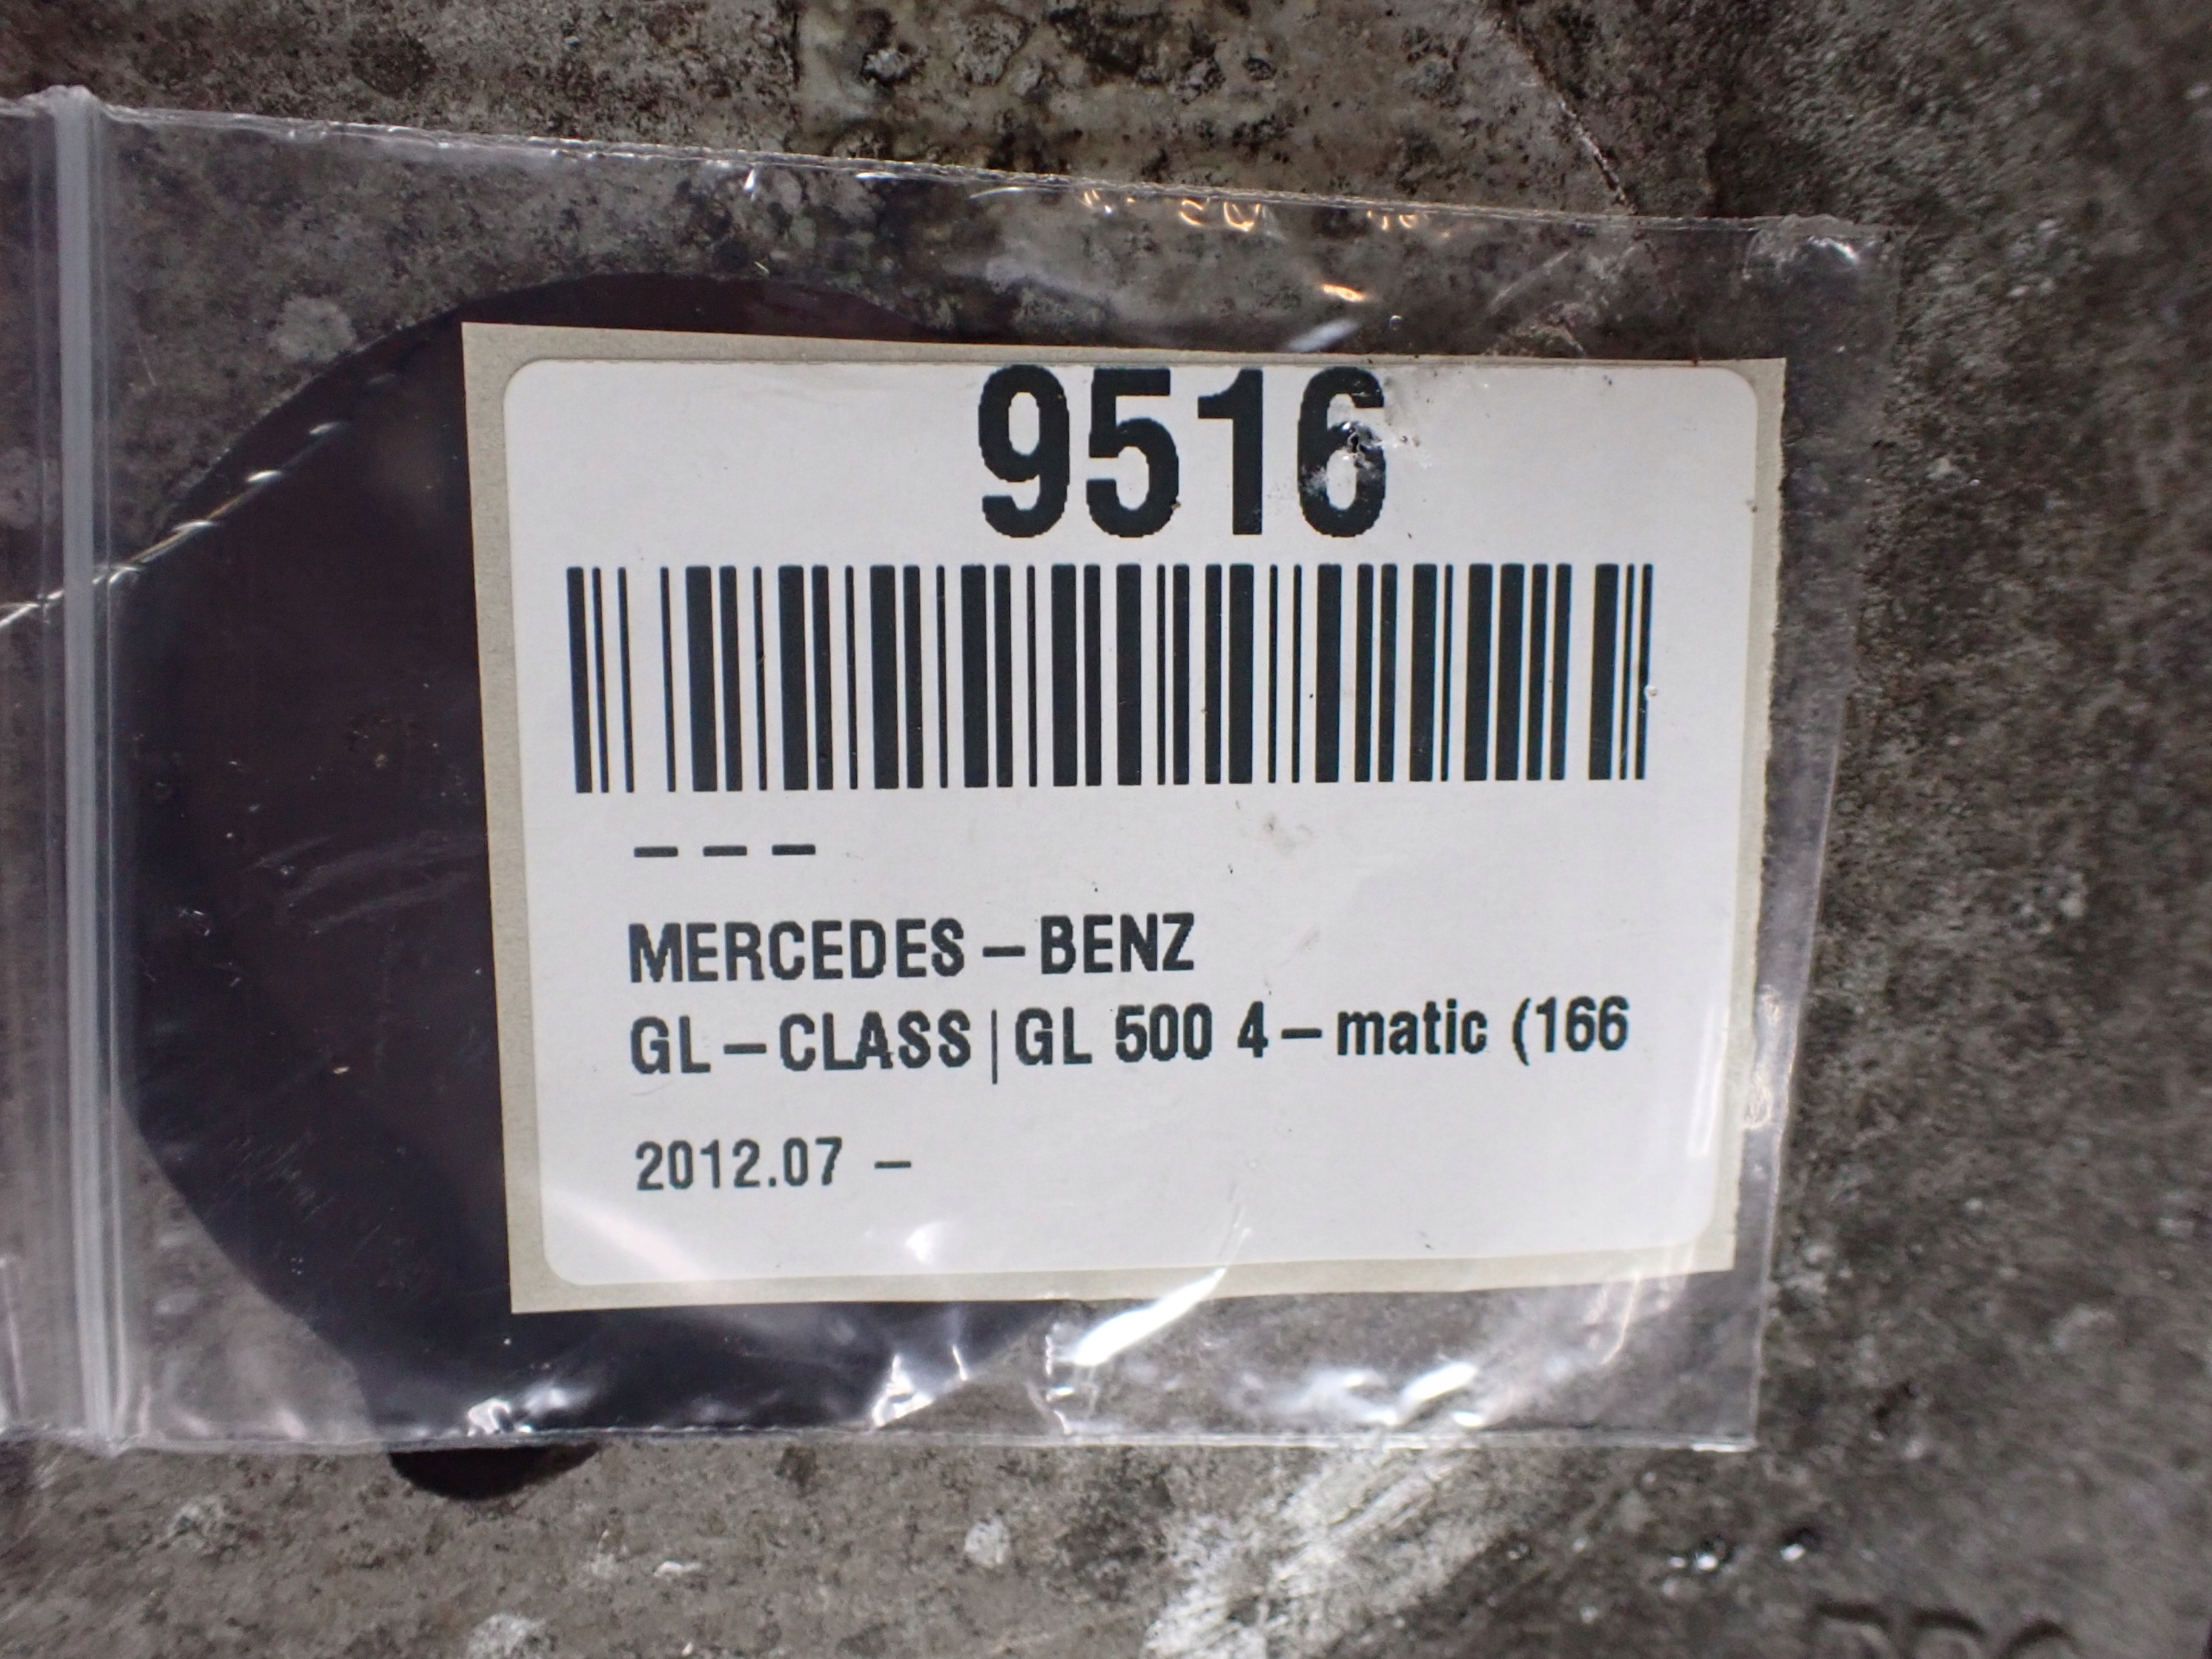 9516
– – –
MERCEDES – BENZ
GL – CLASS | GL 500 4 – matic (166
2012.07 –